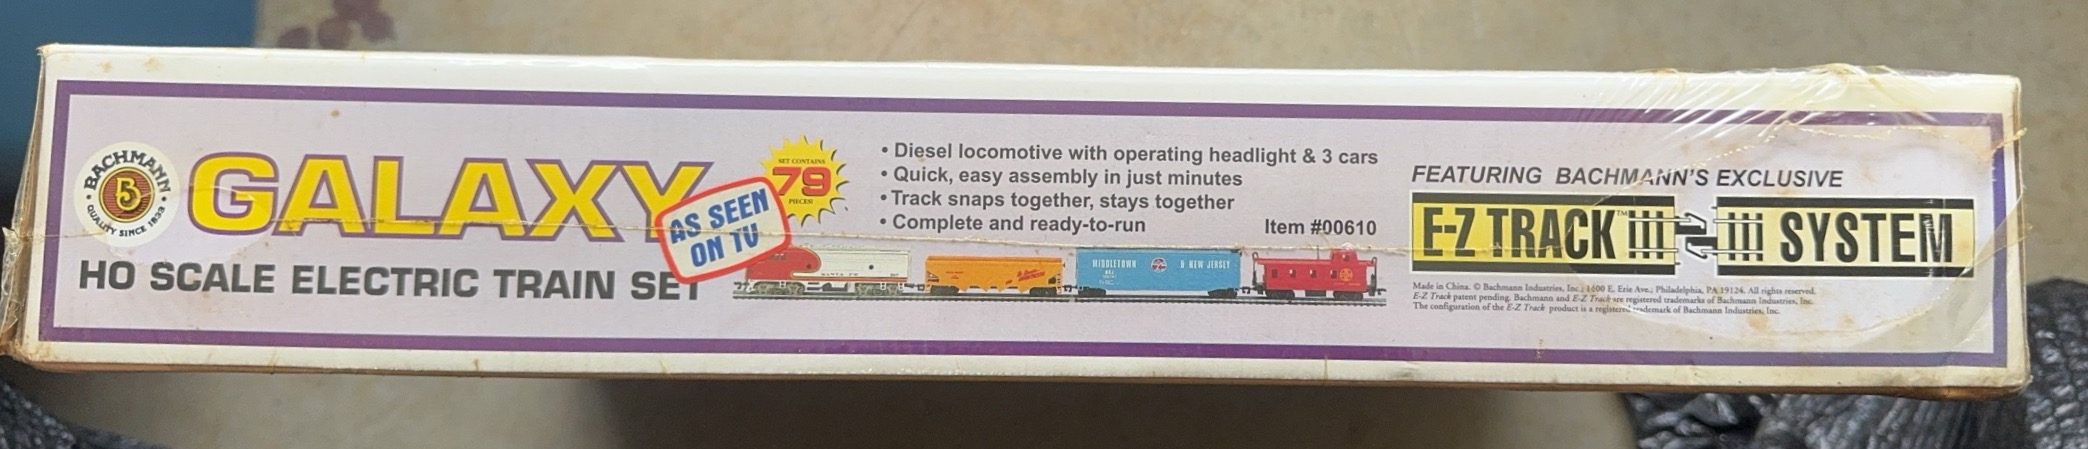 BACHMANN
B
• QUALITY SINCE 1833 •
GALAXY
HO SCALE ELECTRIC TRAIN SET
AS SEEN
ON TV
SET CONTAINS
79
PIECES!
• Diesel locomotive with operating headlight & 3 cars
• Quick, easy assembly in just minutes
• Track snaps together, stays together
• Complete and ready-to-run
Item #00610
SANTA FE
MIDDLETOWN & NEW JERSEY
FEATURING BACHMANN'S EXCLUSIVE
E-Z TRACK™ SYSTEM
Made in China. © Bachmann Industries, Inc.; 1400 E. Erie Ave.; Philadelphia, PA 19124. All rights reserved.
E-Z Track patent pending. Bachmann and E-Z Track are registered trademarks of Bachmann Industries, Inc.
The configuration of the E-Z Track product is a registered trademark of Bachmann Industries, Inc.